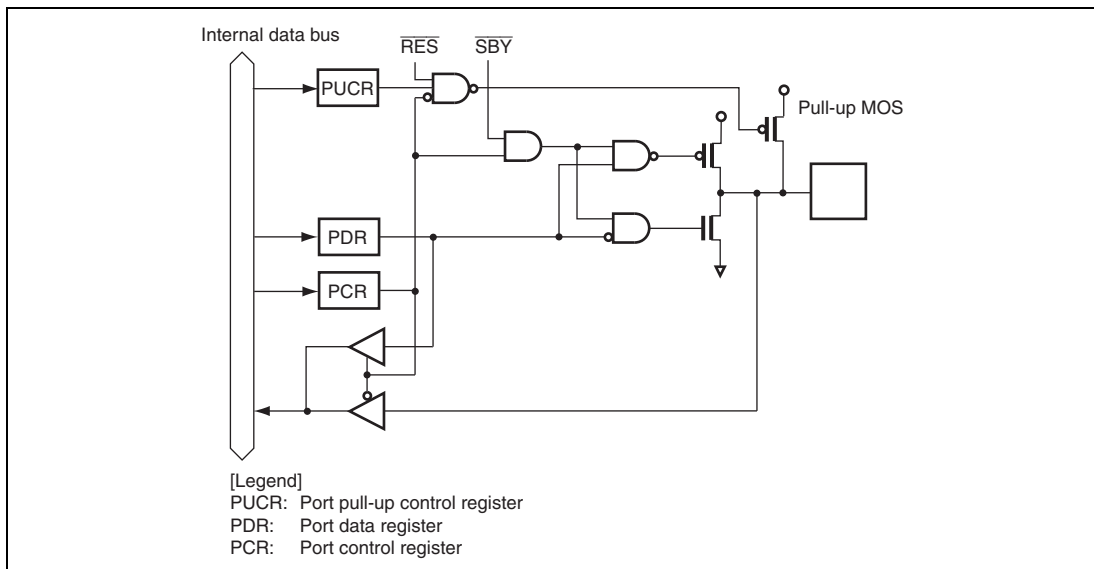 Internal data bus
RES
SBY
PUCR
Pull-up MOS
PDR
PCR
[Legend]
PUCR: Port pull-up control register
PDR: Port data register
PCR: Port control register